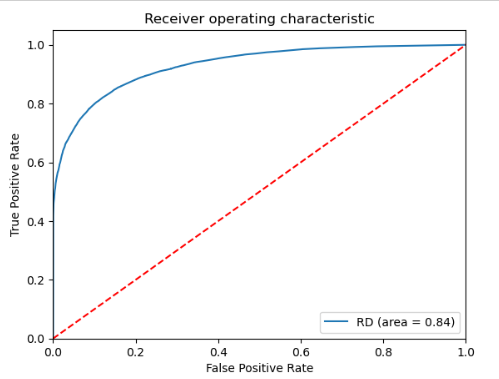 Receiver operating characteristic
True Positive Rate
1.0
0.8
0.6
0.4
0.2
0.0
RD (area = 0.84)
0.0 0.2 0.4 0.6 0.8 1.0
False Positive Rate